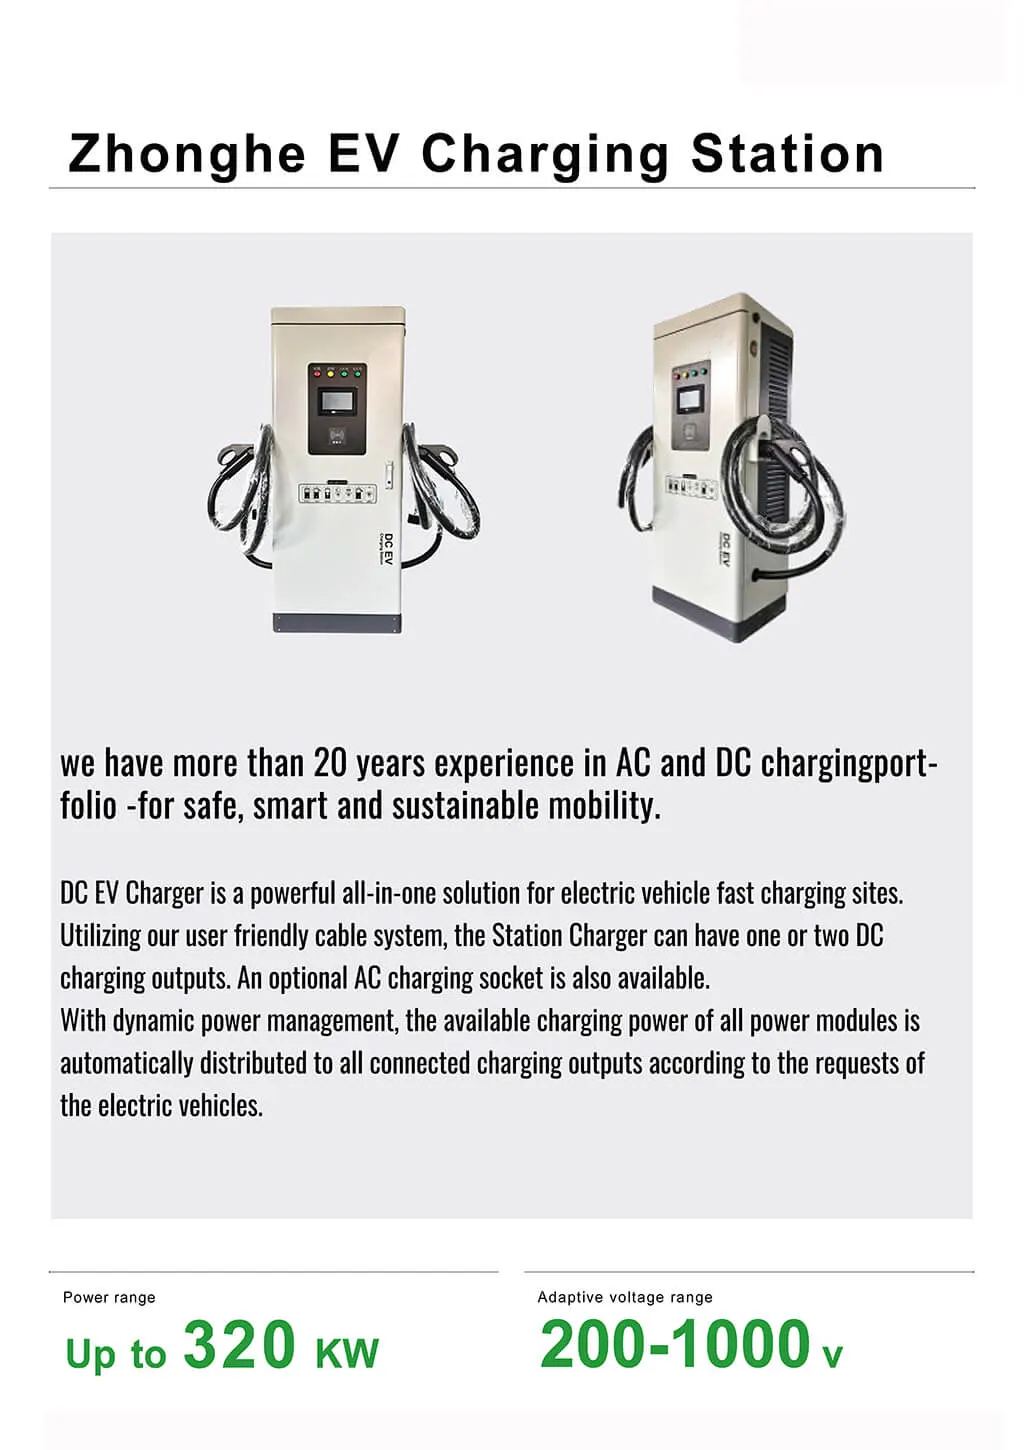 Zhonghe EV Charging Station
DC EV
Charging Station
DC EV
we have more than 20 years experience in AC and DC chargingport-
folio -for safe, smart and sustainable mobility.
DC EV Charger is a powerful all-in-one solution for electric vehicle fast charging sites.
Utilizing our user friendly cable system, the Station Charger can have one or two DC
charging outputs. An optional AC charging socket is also available.
With dynamic power management, the available charging power of all power modules is
automatically distributed to all connected charging outputs according to the requests of
the electric vehicles.
Power range
Up to 320 KW
Adaptive voltage range
200-1000 v